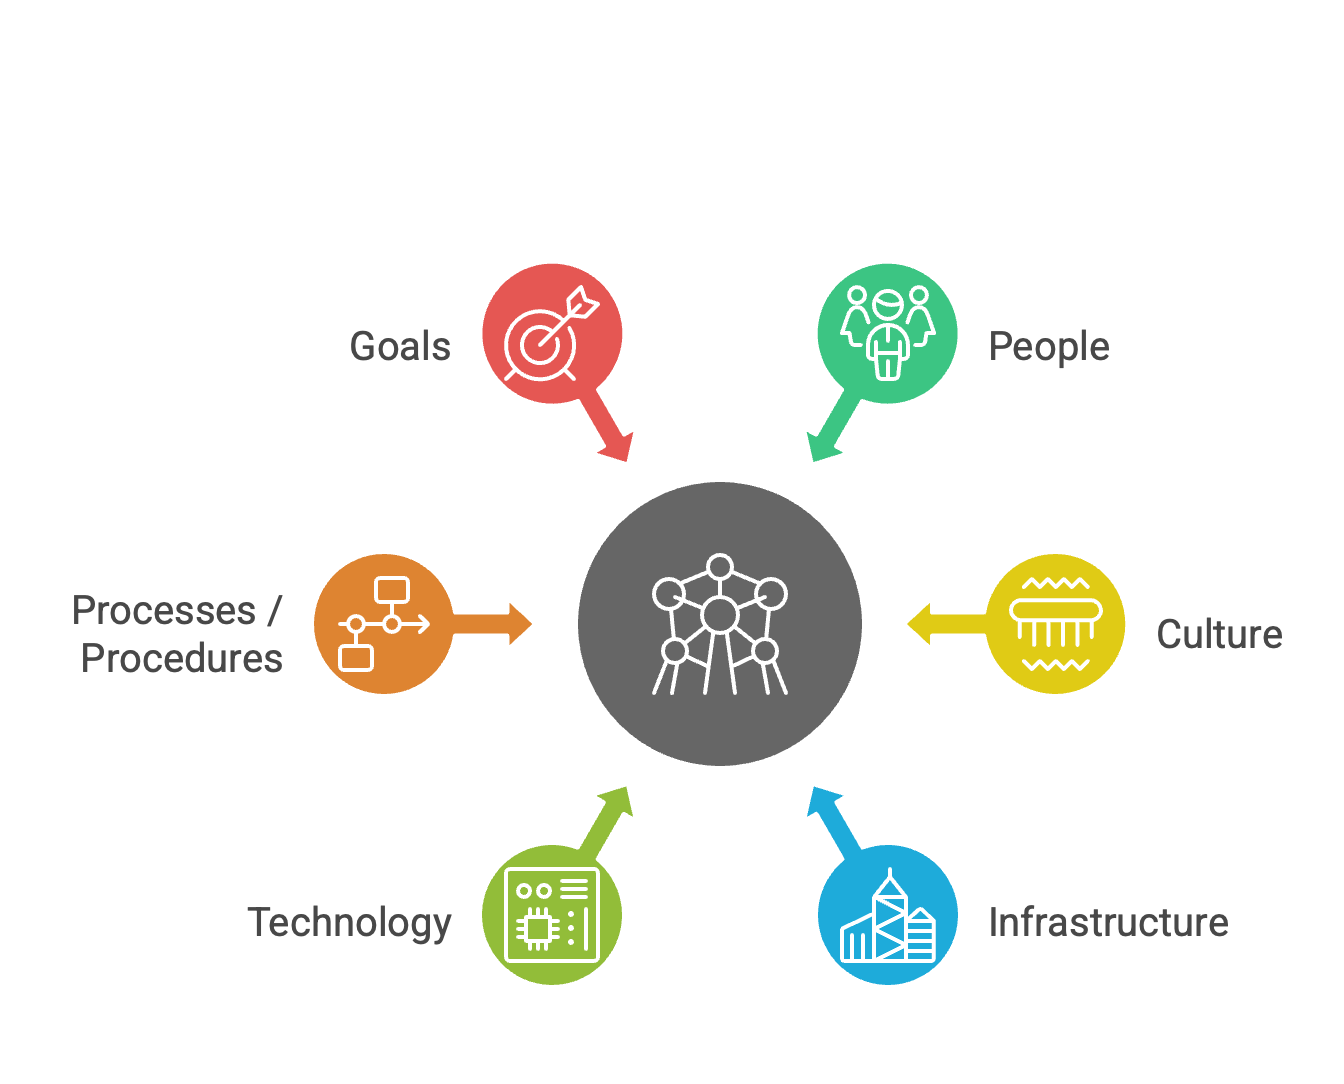 Goals
People
Processes /
Procedures
Culture
Technology
Infrastructure